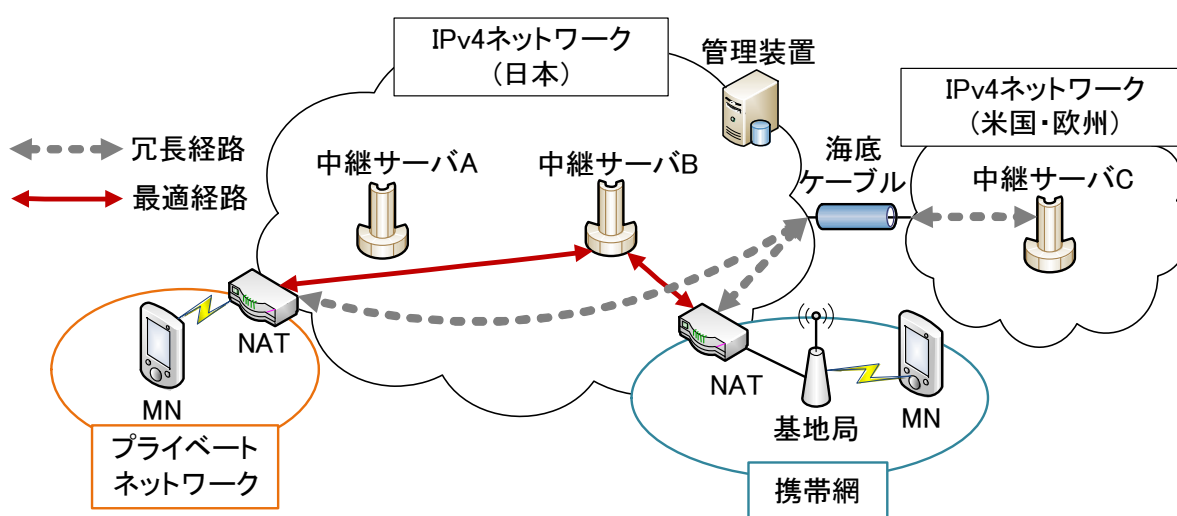 IPv4ネットワーク
(日本)
管理装置
IPv4ネットワーク
(米国・欧州)
冗長経路
最適経路
中継サーバA
中継サーバB
海底
ケーブル
中継サーバC
NAT
MN
プライベート
ネットワーク
NAT
基地局
MN
携帯網